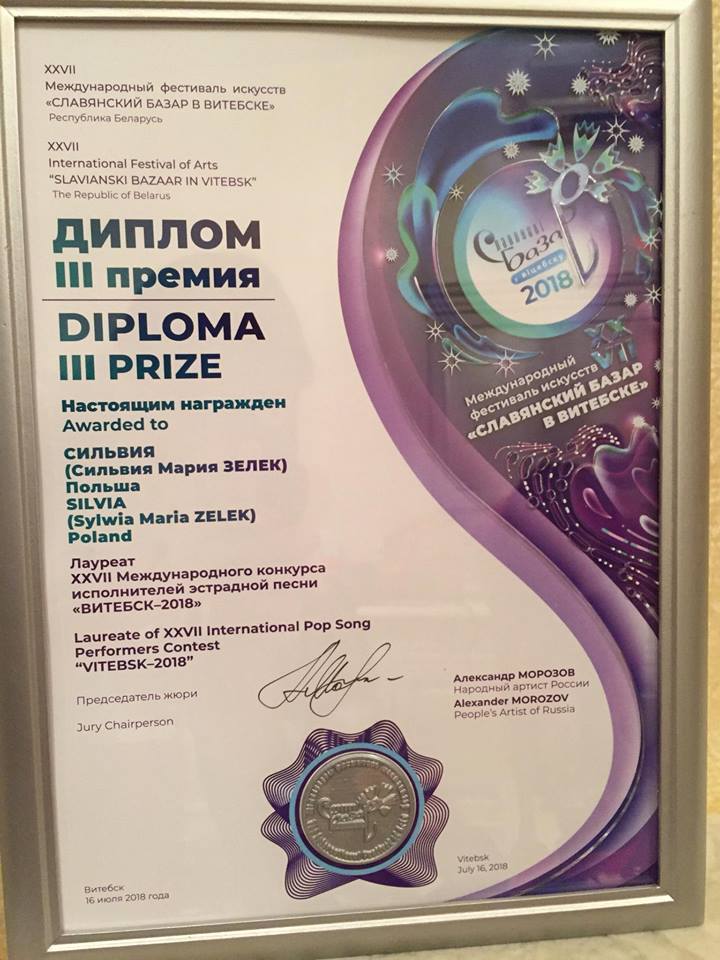 XXVII
Международный фестиваль искусств
«СЛАВЯНСКИЙ БАЗАР В ВИТЕБСКЕ»
Республика Беларусь
XXVII
International Festival of Arts
“SLAVIANSKI BAZAAR IN VITEBSK”
The Republic of Belarus
ДИПЛОМ
III премия
DIPLOMA
III PRIZE
Настоящим награжден
Awarded to
СИЛЬВИЯ
(Сильвия Мария ЗЕЛЕК)
Польша
SILVIA
(Sylwia Maria ZELEK)
Poland
Лауреат
XXVII Международного конкурса
исполнителей эстрадной песни
«ВИТЕБСК–2018»
Laureate of XXVII International Pop Song
Performers Contest
“VITEBSK–2018”
Председатель жюри
Jury Chairperson
Александр МОРОЗОВ
Народный артист России
Alexander MOROZOV
People’s Artist of Russia
Витебск
16 июля 2018 года
Vitebsk
July 16, 2018
База
у Віцебску
2018
XX
VII
Международный
фестиваль искусств
«СЛАВЯНСКИЙ БАЗАР
В ВИТЕБСКЕ»